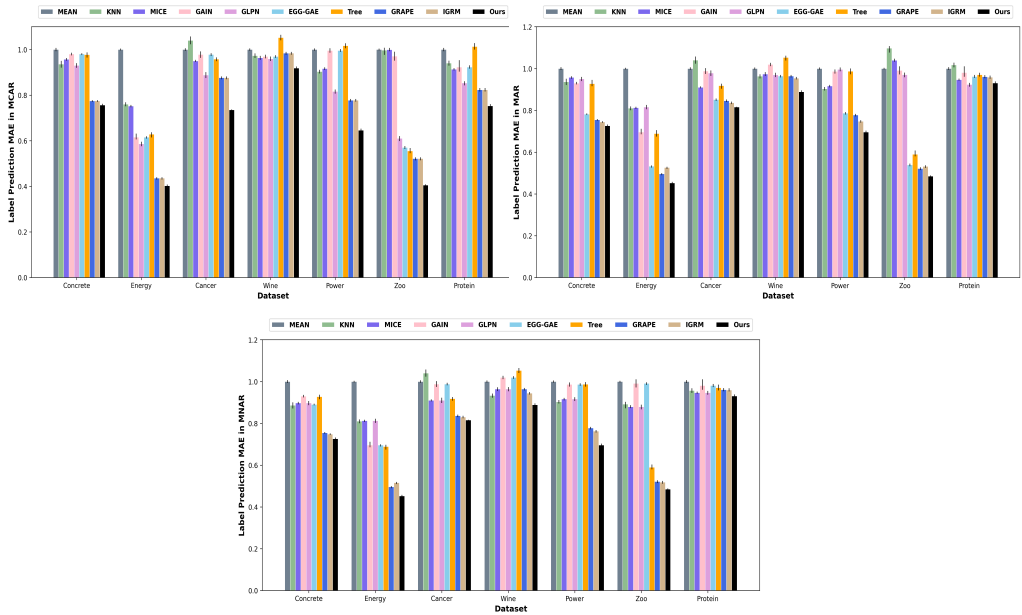 MEAN KNN MICE GAIN GLPN EGG-GAE Tree GRAPE IGRM Ours
Label Prediction MAE in MCAR
1.0
0.8
0.6
0.4
0.2
0.0
Concrete Energy Cancer Wine Power Zoo Protein
Dataset
MEAN KNN MICE GAIN GLPN EGG-GAE Tree GRAPE IGRM Ours
Label Prediction MAE in MAR
1.2
1.0
0.8
0.6
0.4
0.2
0.0
Concrete Energy Cancer Wine Power Zoo Protein
Dataset
MEAN KNN MICE GAIN GLPN EGG-GAE Tree GRAPE IGRM Ours
Label Prediction MAE in MNAR
1.2
1.0
0.8
0.6
0.4
0.2
0.0
Concrete Energy Cancer Wine Power Zoo Protein
Dataset